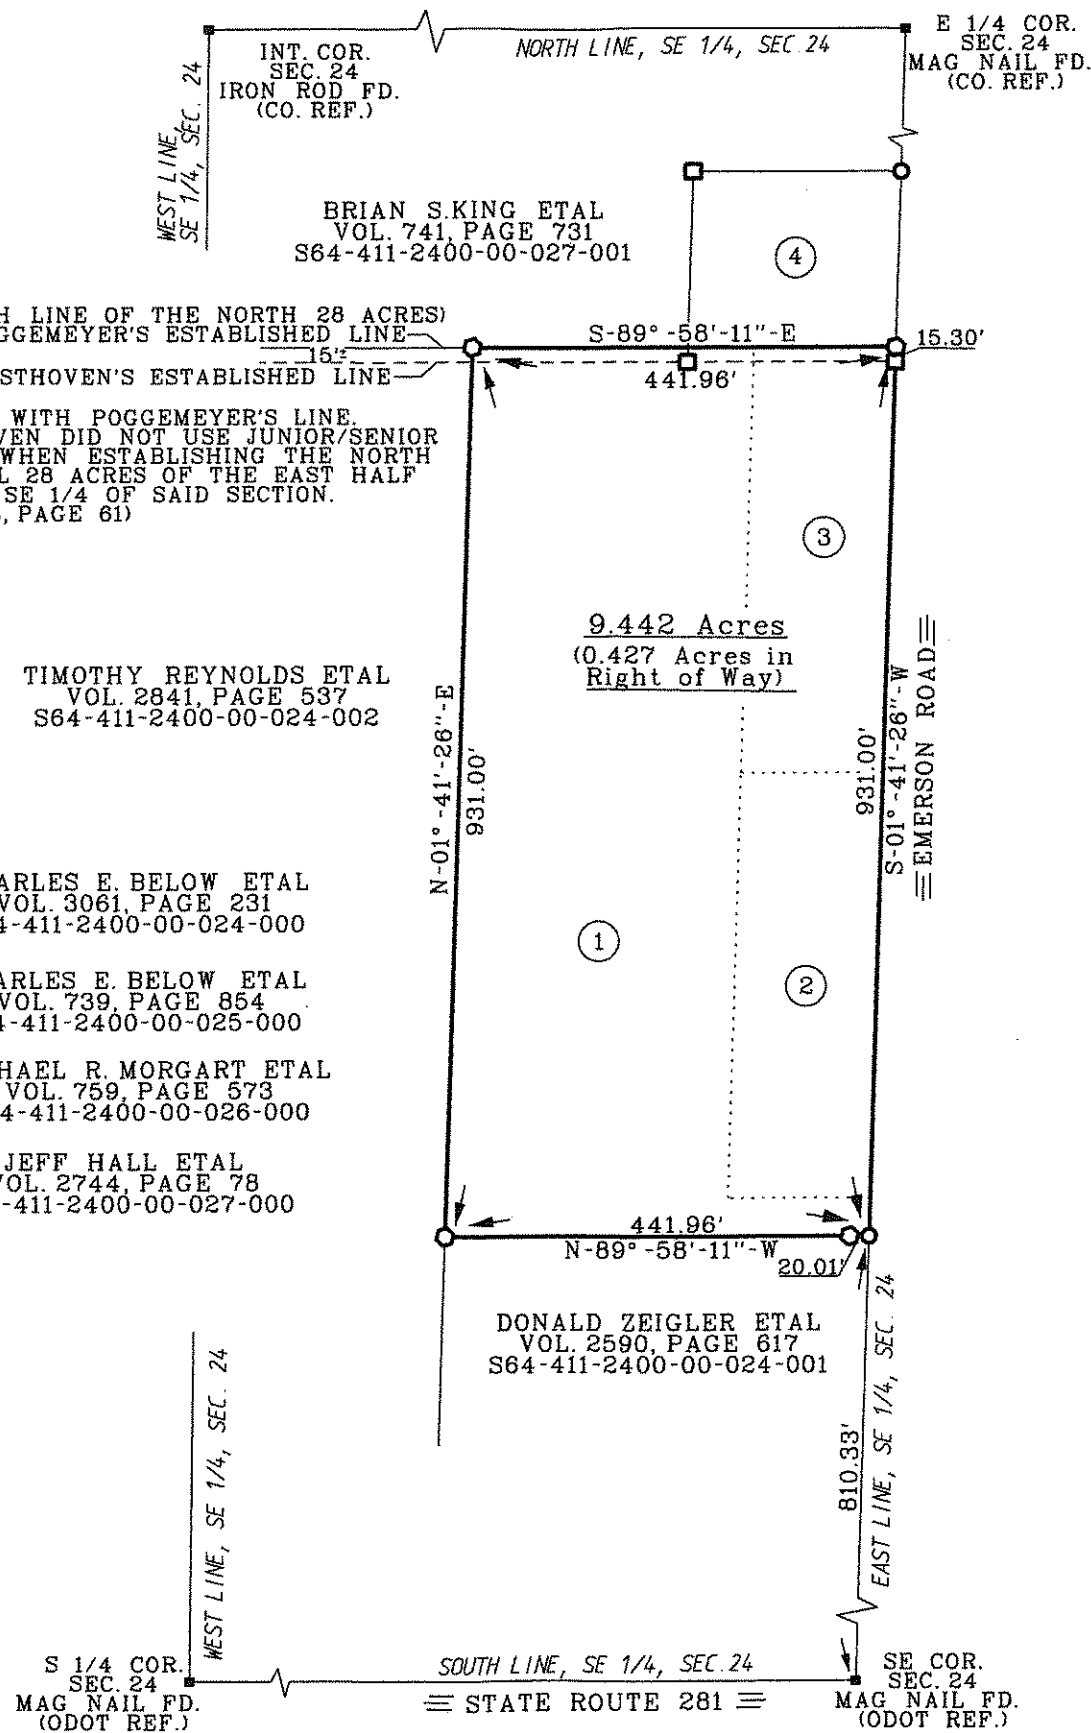 E 1/4 COR.
SEC. 24
MAG NAIL FD.
(CO. REF.)
NORTH LINE, SE 1/4, SEC. 24
INT. COR.
SEC. 24
IRON ROD FD.
(CO. REF.)
WEST LINE,
SE 1/4, SEC. 24
BRIAN S.KING ETAL
VOL. 741, PAGE 731
S64-411-2400-00-027-001
4
H LINE OF THE NORTH 28 ACRES)
GGEMEYER'S ESTABLISHED LINE
S-89°-58'-11"-E
15.30'
15'±
STHOVEN'S ESTABLISHED LINE
441.96'
WITH POGGEMEYER'S LINE.
VEN DID NOT USE JUNIOR/SENIOR
WHEN ESTABLISHING THE NORTH
L 28 ACRES OF THE EAST HALF
SE 1/4 OF SAID SECTION.
, PAGE 61)
3
9.442 Acres
(0.427 Acres in
Right of Way)
TIMOTHY REYNOLDS ETAL
VOL. 2841, PAGE 537
S64-411-2400-00-024-002
N-01°-41'-26"-E
931.00'
931.00'
S-01°-41'-26"-W
EMERSON ROAD
ARLES E. BELOW ETAL
VOL. 3061, PAGE 231
4-411-2400-00-024-000
1
2
ARLES E. BELOW ETAL
VOL. 739, PAGE 854
4-411-2400-00-025-000
HAEL R. MORGART ETAL
VOL. 759, PAGE 573
4-411-2400-00-026-000
JEFF HALL ETAL
VOL. 2744, PAGE 78
-411-2400-00-027-000
441.96'
N-89°-58'-11"-W
20.01'
DONALD ZEIGLER ETAL
VOL. 2590, PAGE 617
S64-411-2400-00-024-001
WEST LINE, SE 1/4, SEC. 24
810.33'
EAST LINE, SE 1/4, SEC. 24
S 1/4 COR.
SEC. 24
MAG NAIL FD.
(ODOT REF.)
SOUTH LINE, SE 1/4, SEC.24
STATE ROUTE 281
SE COR.
SEC. 24
MAG NAIL FD.
(ODOT REF.)